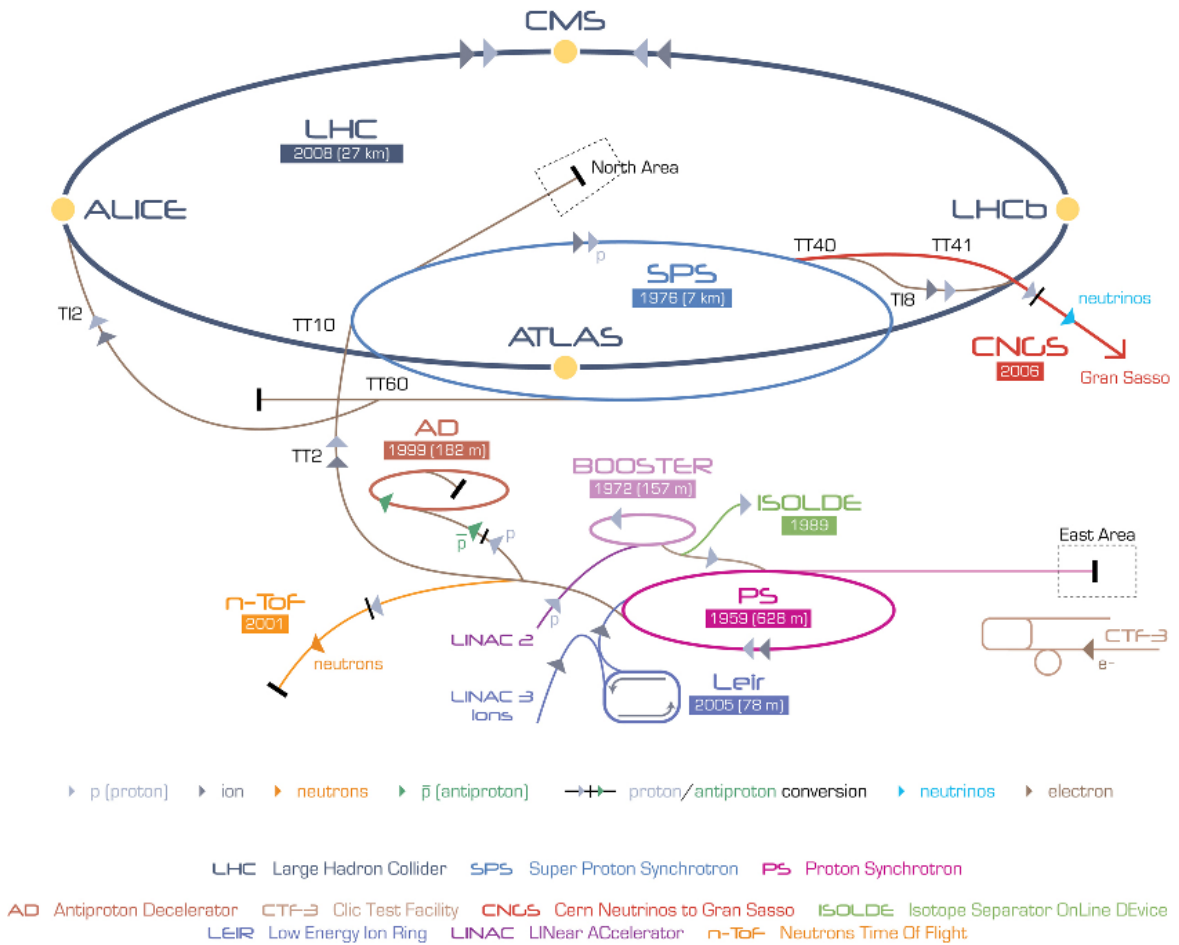 CMS
LHC
2008 (27 km)
North Area
ALICE
LHCb
TT40
TT41
p
SPS
1976 (7 km)
TI8
neutrinos
TI2
TT10
ATLAS
CNGS
2006
Gran Sasso
TT60
AD
1999 (182 m)
TT2
BOOSTER
1972 (157 m)
ISOLDE
1989
p̅
p
East Area
n-ToF
2001
PS
1959 (628 m)
LINAC 2
p
neutrons
CTF-3
e-
LINAC 3
Ions
Leir
2005 (78 m)
p (proton) ion neutrons p̅ (antiproton) proton/antiproton conversion neutrinos electron
LHC Large Hadron Collider SPS Super Proton Synchrotron PS Proton Synchrotron
AD Antiproton Decelerator CTF-3 Clic Test Facility CNGS Cern Neutrinos to Gran Sasso ISOLDE Isotope Separator OnLine DEvice
LEIR Low Energy Ion Ring LINAC LINear ACcelerator n-ToF Neutrons Time Of Flight